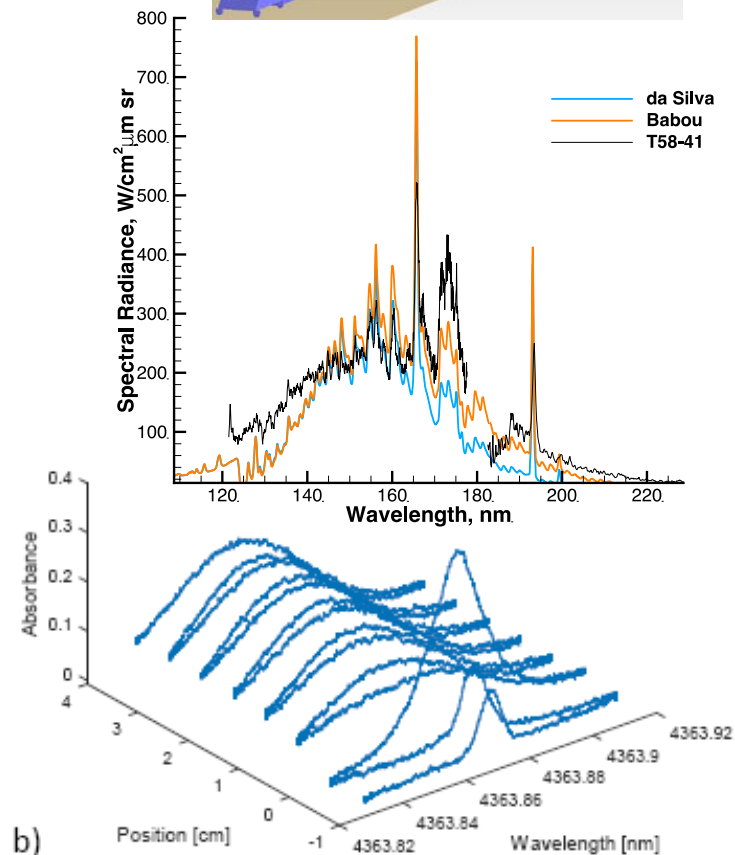 800
700.
600.
500.
400.
300.
200.
100.
Spectral Radiance, W/cm²μm sr
da Silva
Babou
T58-41
120. 140. 160. 180. 200. 220.
Wavelength, nm.
0.4
0.3
0.2
0.1
0
Absorbance
4
3
2
1
0
-1
Position [cm]
4363.82
4363.84
4363.86
4363.88
4363.9
4363.92
Wavelength [nm]
b)